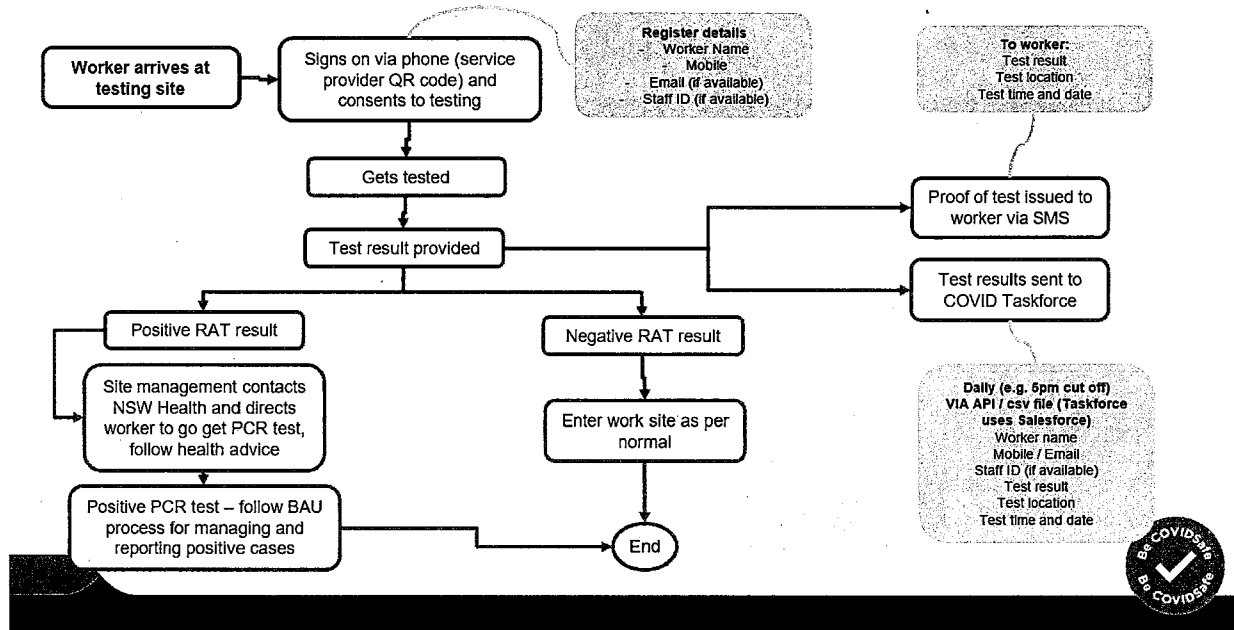 Worker arrives at
testing site
Signs on via phone (service
provider QR code) and
consents to testing
Register details
- Worker Name
- Mobile
- Email (if available)
- Staff ID (if available)
To worker:
Test result
Test location
Test time and date
Gets tested
Test result provided
Proof of test issued to
worker via SMS
Test results sent to
COVID Taskforce
Positive RAT result
Negative RAT result
Site management contacts
NSW Health and directs
worker to go get PCR test,
follow health advice
Enter work site as per
normal
Daily (e.g. 5pm cut off)
VIA API / csv file (Taskforce
uses Salesforce)
Worker name
Mobile / Email
Staff ID (if available)
Test result
Test location
Test time and date
Positive PCR test – follow BAU
process for managing and
reporting positive cases
End
Be COVIDSafe
Be COVIDSafe